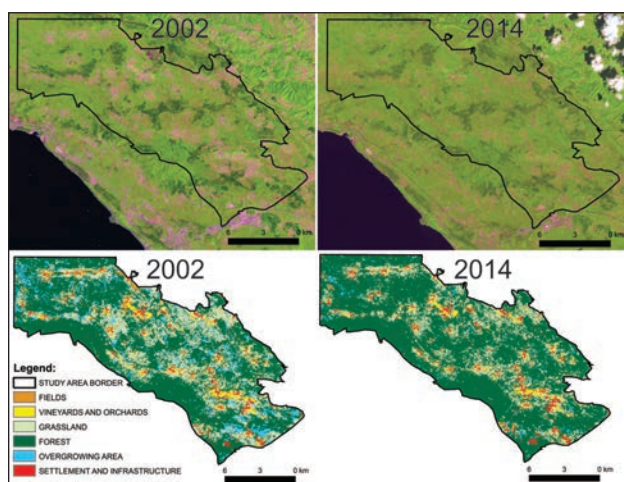 2002
2014
6 3 0 km
6 3 0 km
2002
2014
Legend:
STUDY AREA BORDER
FIELDS
VINEYARDS AND ORCHARDS
GRASSLAND
FOREST
OVERGROWING AREA
SETTLEMENT AND INFRASTRUCTURE
6 3 0 km
6 3 0 km